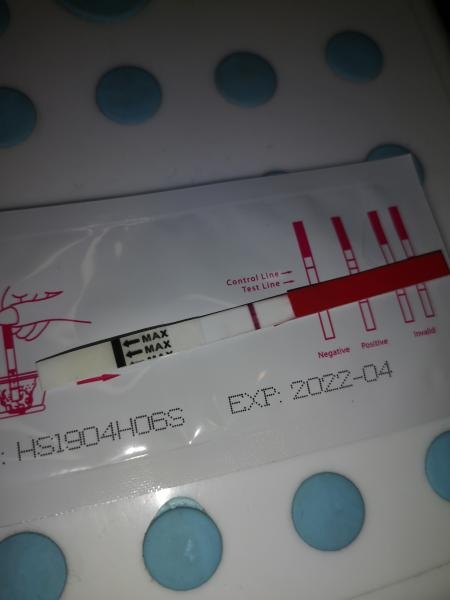 Control Line
Test Line
MAX
MAX
MAX
Negative
Positive
Invalid
: HS1904H06S
EXP: 2022-04